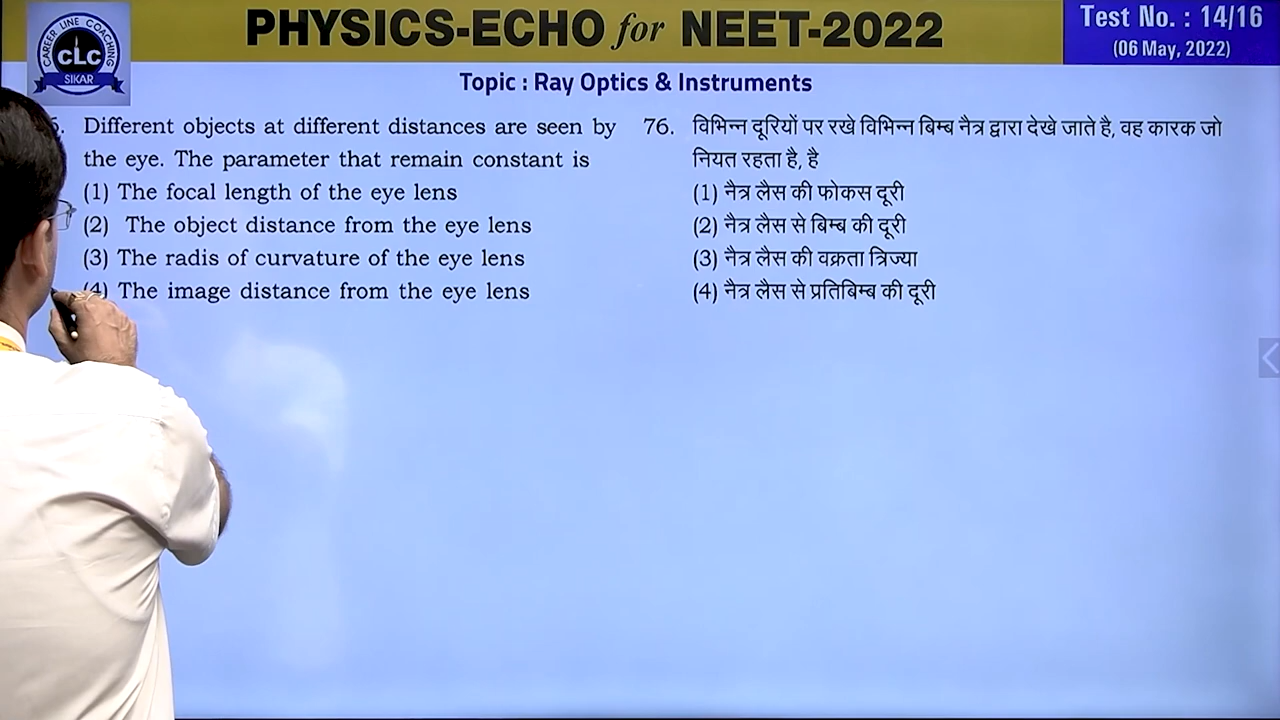 CAREER LINE COACHING
CLC
SIKAR
PHYSICS-ECHO for NEET-2022
Test No. : 14/16
(06 May, 2022)
Topic : Ray Optics & Instruments
Different objects at different distances are seen by
the eye. The parameter that remain constant is
(1) The focal length of the eye lens
(2) The object distance from the eye lens
(3) The radis of curvature of the eye lens
(4) The image distance from the eye lens
76. विभिन्न दूरियों पर रखे विभिन्न बिम्ब नैत्र द्वारा देखे जाते है, वह कारक जो
नियत रहता है, है
(1) नैत्र लैस की फोकस दूरी
(2) नैत्र लैस से बिम्ब की दूरी
(3) नैत्र लैस की वक्रता त्रिज्या
(4) नैत्र लैस से प्रतिबिम्ब की दूरी